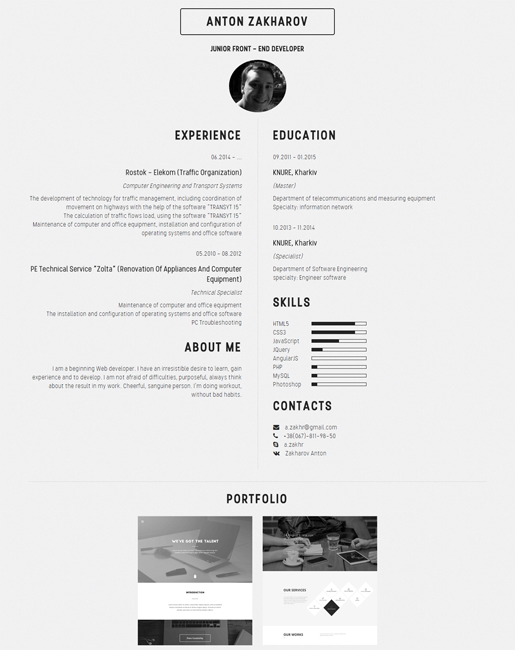 ANTON ZAKHAROV
JUNIOR FRONT - END DEVELOPER
EXPERIENCE
06.2014 - ...
Rostok - Elekom (Traffic Organization)
Computer Engineering and Transport Systems
The development of technology for traffic management, including coordination of
movement on highways with the help of the software "TRANSYT 15"
The calculation of traffic flows load, using the software "TRANSYT 15"
Maintenance of computer and office equipment, installation and configuration of
operating systems and office software
05.2010 - 08.2012
PE Technical Service "Zolta" (Renovation Of Appliances And Computer
Equipment)
Technical Specialist
Maintenance of computer and office equipment
The installation and configuration of operating systems and office software
PC Troubleshooting
ABOUT ME
I am a beginning Web developer. I have an irresistible desire to learn, gain
experience and to develop. I am not afraid of difficulties, purposeful, always think
about the result in my work. Cheerful, sanguine person. I'm doing workout,
without bad habits.
EDUCATION
09.2011 - 01.2015
KNURE, Kharkiv
(Master)
Department of telecommunications and measuring equipment
Specialty: information network
10.2013 - 11.2014
KNURE, Kharkiv
(Specialist)
Department of Software Engineering
specialty: Engineer software
SKILLS
HTML5
CSS3
JavaScript
JQuery
AngularJS
PHP
MySQL
Photoshop
CONTACTS
a.zakhr@gmail.com
+38(067)-811-98-50
a.zakhr
Zakharov Anton
PORTFOLIO
WE'VE GOT THE TALENT
INTRODUCTION
OUR SERVICES
OUR WORKS